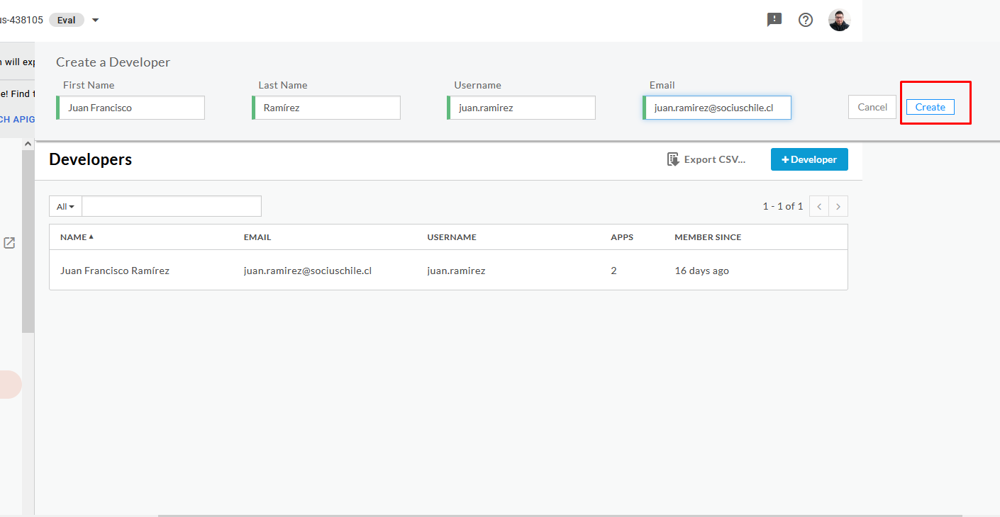 us-438105 Eval
n will exp
e! Find t
CH APIG
Create a Developer
First Name Last Name Username Email
Juan Francisco Ramírez juan.ramirez juan.ramirez@sociuschile.cl Cancel Create
Developers Export CSV... +Developer
All 1 - 1 of 1
NAME EMAIL USERNAME APPS MEMBER SINCE
Juan Francisco Ramírez juan.ramirez@sociuschile.cl juan.ramirez 2 16 days ago